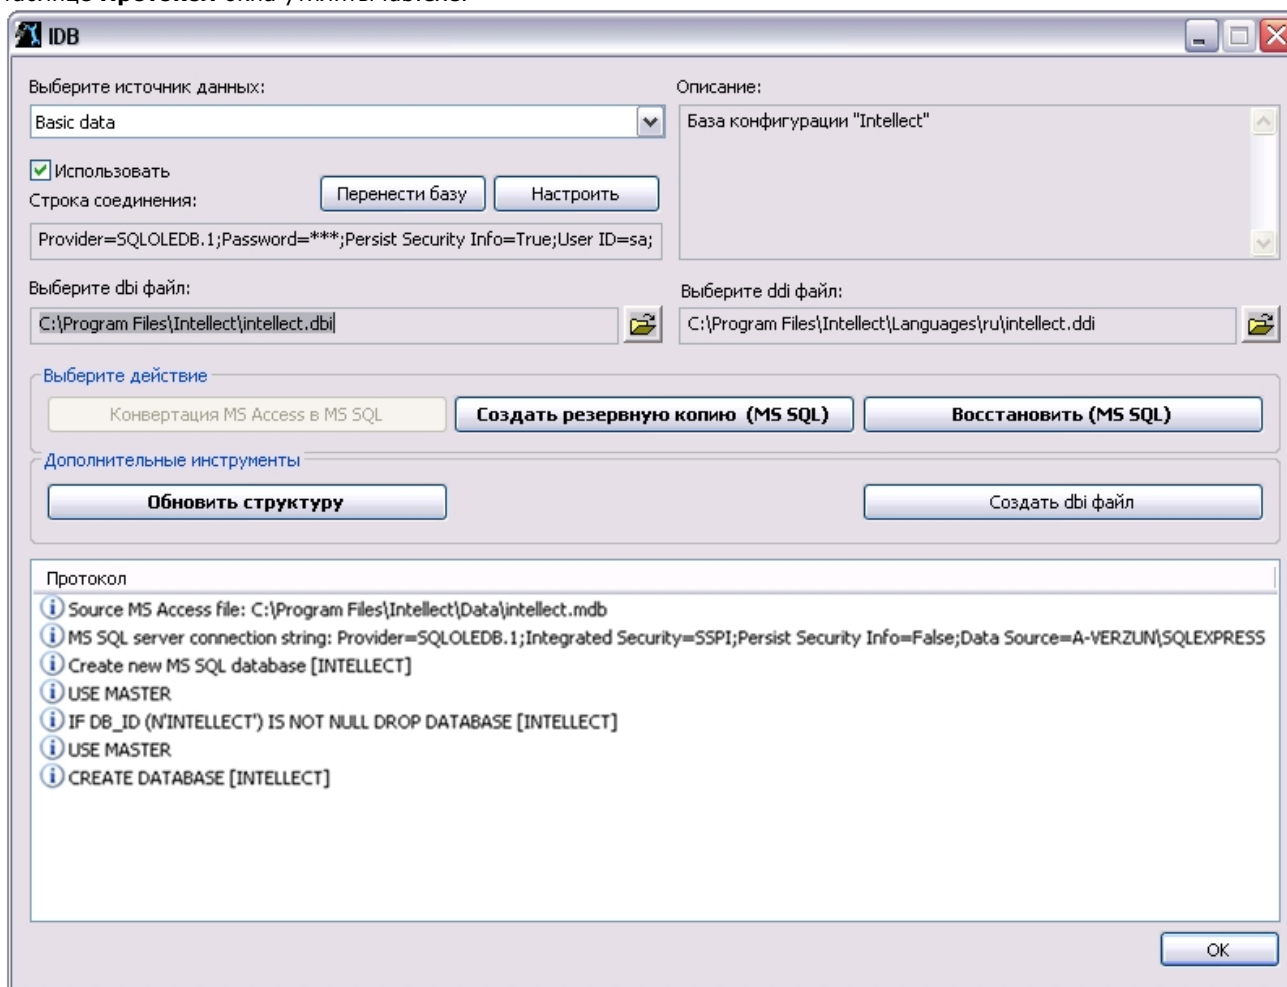 Протокол
IDB
Выберите источник данных:
Описание:
Basic data
База конфигурации "Intellect"
Использовать
Строка соединения:
Перенести базу
Настроить
Provider=SQLOLEDB.1;Password=***;Persist Security Info=True;User ID=sa;
Выберите dbi файл:
Выберите ddi файл:
C:\Program Files\Intellect\intellect.dbi
C:\Program Files\Intellect\Languages\ru\intellect.ddi
Выберите действие
Конвертация MS Access в MS SQL
Создать резервную копию (MS SQL)
Восстановить (MS SQL)
Дополнительные инструменты
Обновить структуру
Создать dbi файл
Протокол
Source MS Access file: C:\Program Files\Intellect\Data\intellect.mdb
MS SQL server connection string: Provider=SQLOLEDB.1;Integrated Security=SSPI;Persist Security Info=False;Data Source=A-VERZUN\SQLEXPRESS
Create new MS SQL database [INTELLECT]
USE MASTER
IF DB_ID (N'INTELLECT') IS NOT NULL DROP DATABASE [INTELLECT]
USE MASTER
CREATE DATABASE [INTELLECT]
OK